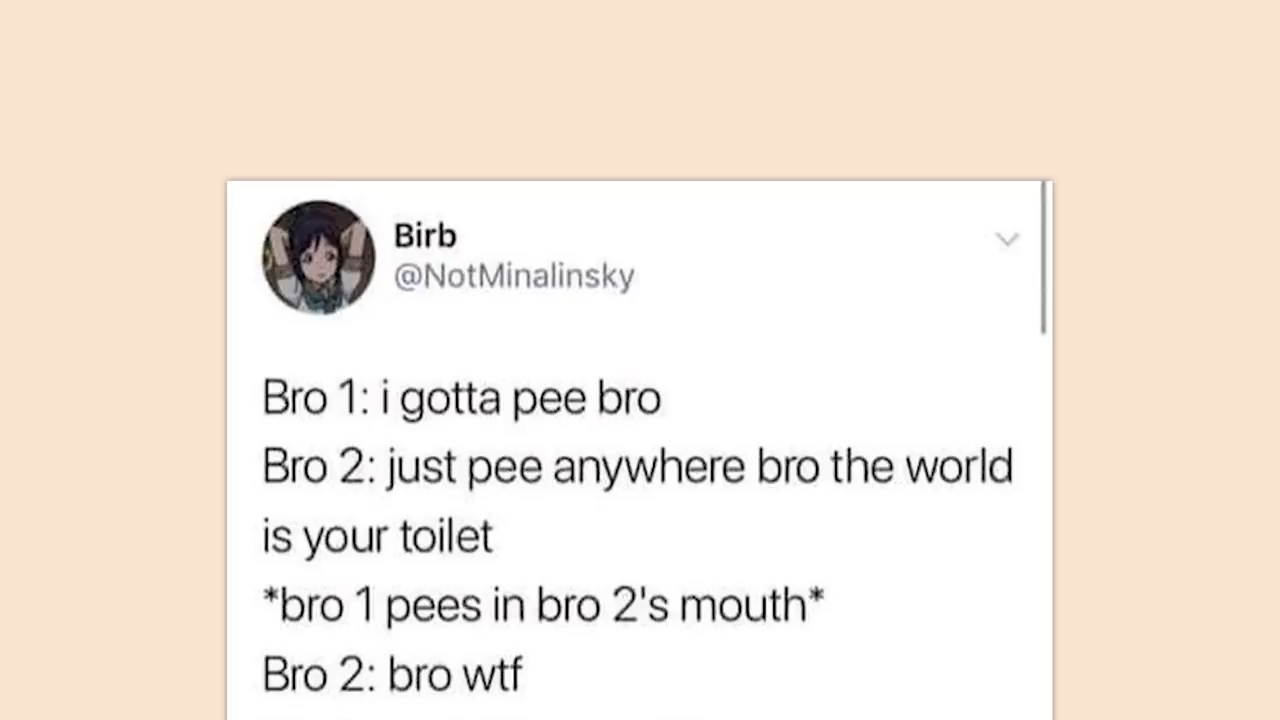 Birb
@NotMinalinsky
Bro 1: i gotta pee bro
Bro 2: just pee anywhere bro the world
is your toilet
*bro 1 pees in bro 2's mouth*
Bro 2: bro wtf